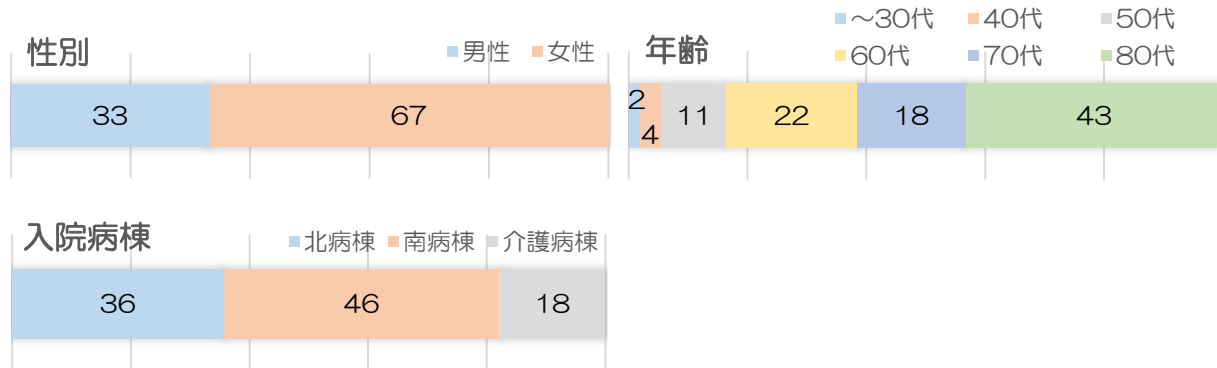 性別
■男性 ■女性
33 67
年齢
■～30代 ■40代 ■50代
■60代 ■70代 ■80代
2 4 11 22 18 43
入院病棟
■北病棟 ■南病棟 ■介護病棟
36 46 18